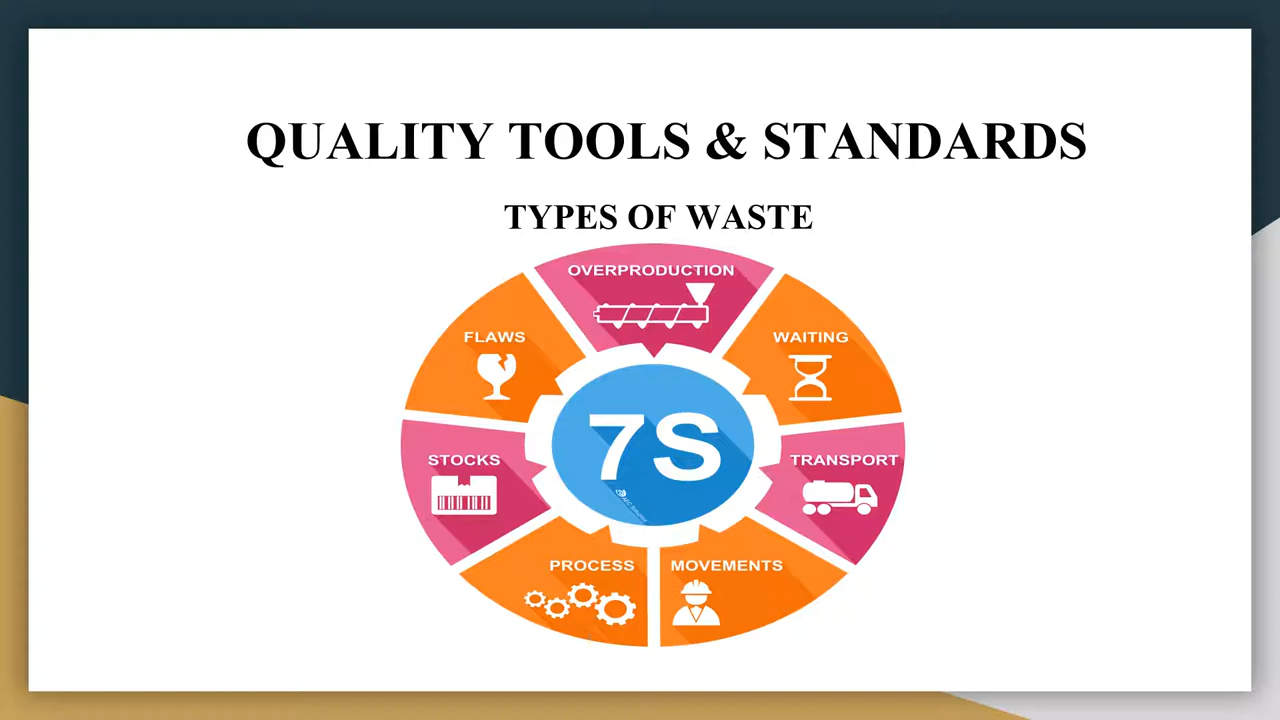 QUALITY TOOLS & STANDARDS
TYPES OF WASTE
OVERPRODUCTION
FLAWS
WAITING
7S
STOCKS
TRANSPORT
PROCESS
MOVEMENTS